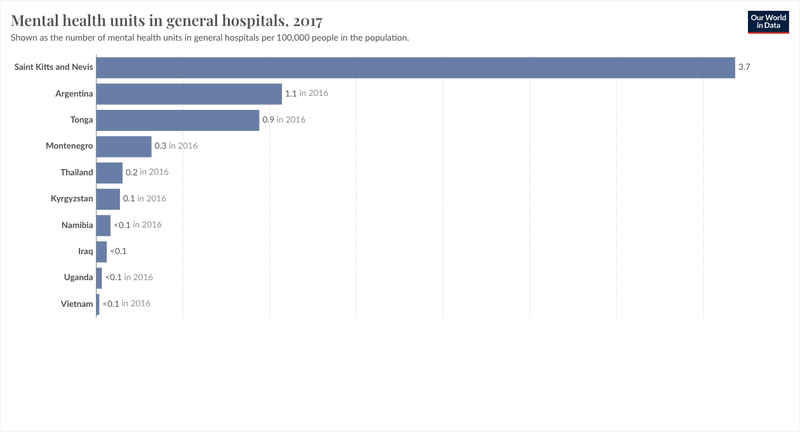 Mental health units in general hospitals, 2017
Shown as the number of mental health units in general hospitals per 100,000 people in the population.
Our World
in Data
Saint Kitts and Nevis 3.7
Argentina 1.1 in 2016
Tonga 0.9 in 2016
Montenegro 0.3 in 2016
Thailand 0.2 in 2016
Kyrgyzstan 0.1 in 2016
Namibia <0.1 in 2016
Iraq <0.1
Uganda <0.1 in 2016
Vietnam <0.1 in 2016